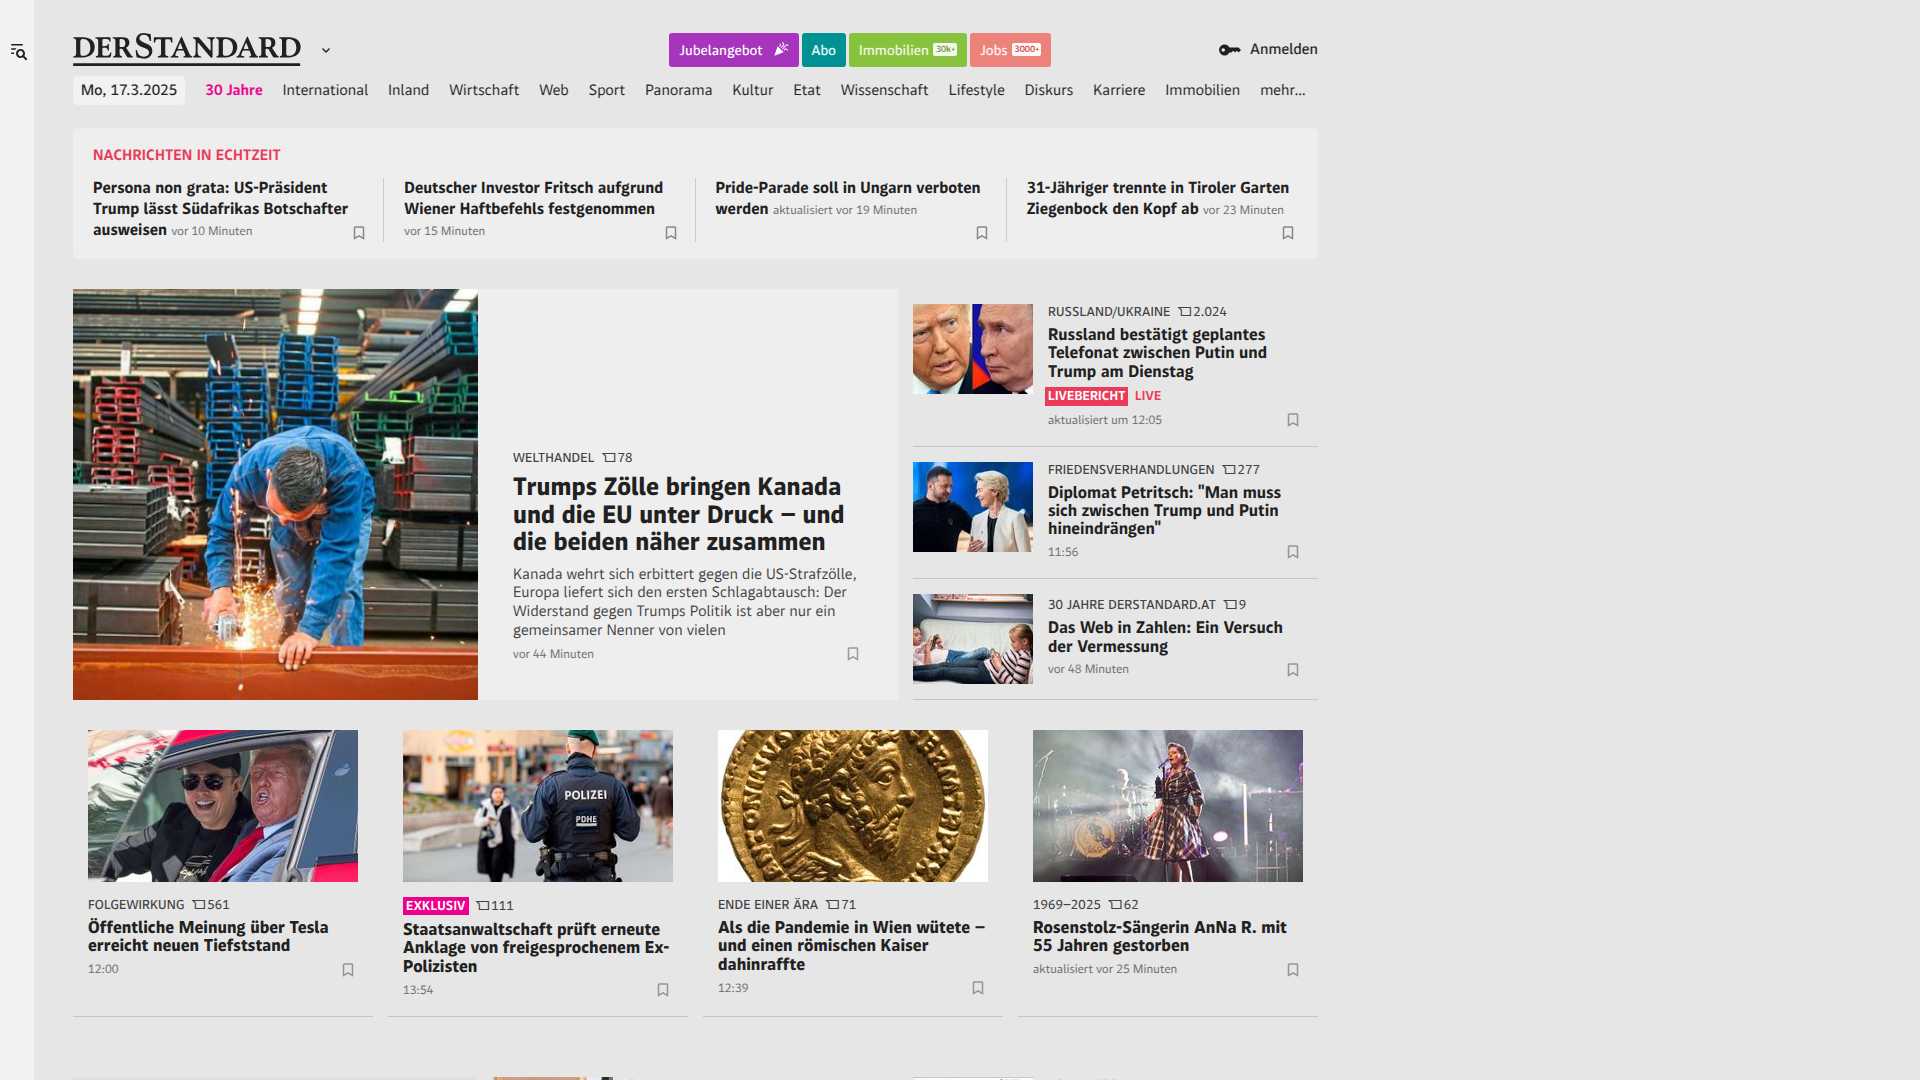 DERSTANDARD
Jubelangebot
Abo
Immobilien 30k+
Jobs 3000+
Anmelden
Mo, 17.3.2025
30 Jahre
International
Inland
Wirtschaft
Web
Sport
Panorama
Kultur
Etat
Wissenschaft
Lifestyle
Diskurs
Karriere
Immobilien
mehr...
NACHRICHTEN IN ECHTZEIT
Persona non grata: US-Präsident
Trump lässt Südafrikas Botschafter
ausweisen vor 10 Minuten
Deutscher Investor Fritsch aufgrund
Wiener Haftbefehls festgenommen
vor 15 Minuten
Pride-Parade soll in Ungarn verboten
werden aktualisiert vor 19 Minuten
31-Jähriger trennte in Tiroler Garten
Ziegenbock den Kopf ab vor 23 Minuten
WELTHANDEL 78
Trumps Zölle bringen Kanada
und die EU unter Druck – und
die beiden näher zusammen
Kanada wehrt sich erbittert gegen die US-Strafzölle,
Europa liefert sich den ersten Schlagabtausch: Der
Widerstand gegen Trumps Politik ist aber nur ein
gemeinsamer Nenner von vielen
vor 44 Minuten
RUSSLAND/UKRAINE 2.024
Russland bestätigt geplantes
Telefonat zwischen Putin und
Trump am Dienstag
LIVEBERICHT LIVE
aktualisiert um 12:05
FRIEDENSVERHANDLUNGEN 277
Diplomat Petritsch: "Man muss
sich zwischen Trump und Putin
hineindrängen"
11:56
30 JAHRE DERSTANDARD.AT 9
Das Web in Zahlen: Ein Versuch
der Vermessung
vor 48 Minuten
FOLGEWIRKUNG 561
Öffentliche Meinung über Tesla
erreicht neuen Tiefststand
12:00
POLIZEI
PDHE
EXKLUSIV 111
Staatsanwaltschaft prüft erneute
Anklage von freigesprochenem Ex-
Polizisten
13:54
ENDE EINER ÄRA 71
Als die Pandemie in Wien wütete –
und einen römischen Kaiser
dahinraffte
12:39
1969–2025 62
Rosenstolz-Sängerin AnNa R. mit
55 Jahren gestorben
aktualisiert vor 25 Minuten